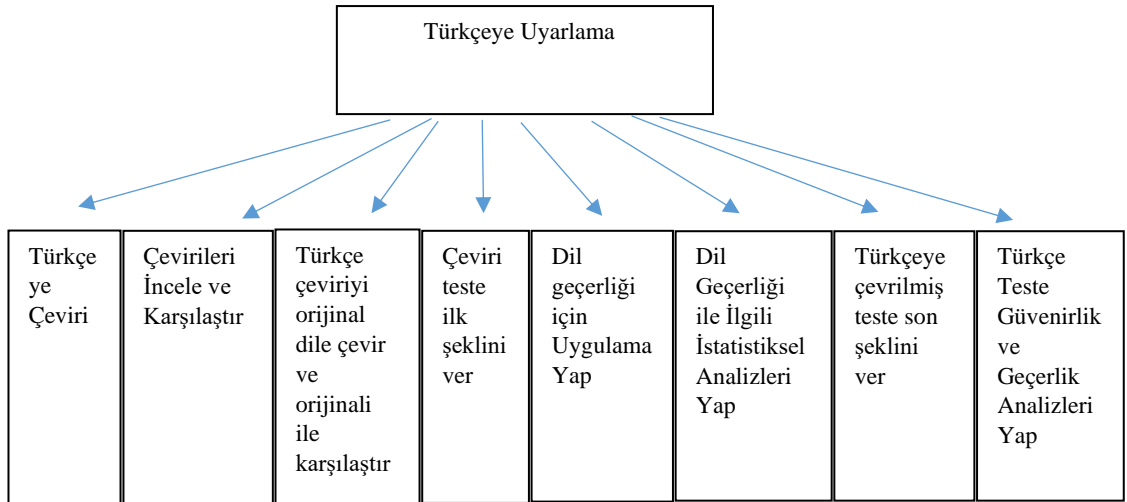 Türkçeye Uyarlama
Türkçe
ye
Çeviri
Çevirileri
İncele ve
Karşılaştır
Türkçe
çeviriyi
orijinal
dile çevir
ve
orijinali
ile
karşılaştır
Çeviri
teste
ilk
şeklini
ver
Dil
geçerliği
için
Uygulama
Yap
Dil
Geçerliği
ile İlgili
İstatistiksel
Analizleri
Yap
Türkçeye
çevrilmiş
teste son
şeklini
ver
Türkçe
Teste
Güvenirlik
ve
Geçerlik
Analizleri
Yap